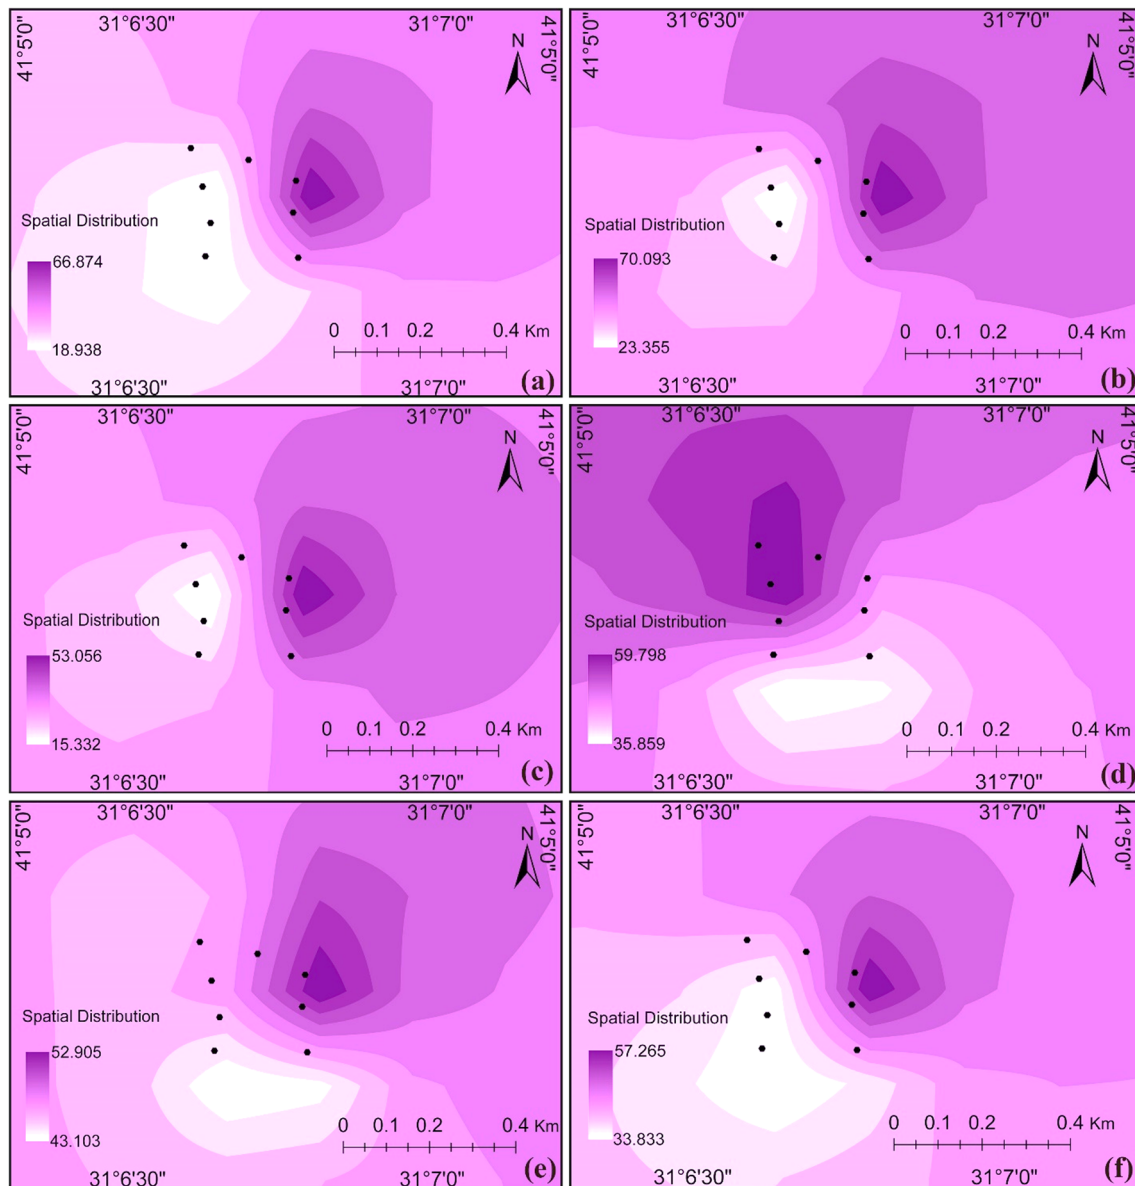 31°6'30" 31°7'0"
41°5'0" 41°5'0"
N
Spatial Distribution
66.874
18.938
0 0.1 0.2 0.4 Km
31°6'30" 31°7'0"
(a)
31°6'30" 31°7'0"
41°5'0" 41°5'0"
N
Spatial Distribution
70.093
23.355
0 0.1 0.2 0.4 Km
31°6'30" 31°7'0"
(b)
31°6'30" 31°7'0"
41°5'0" 41°5'0"
N
Spatial Distribution
53.056
15.332
0 0.1 0.2 0.4 Km
31°6'30" 31°7'0"
(c)
31°6'30" 31°7'0"
41°5'0" 41°5'0"
N
Spatial Distribution
59.798
35.859
0 0.1 0.2 0.4 Km
31°6'30" 31°7'0"
(d)
31°6'30" 31°7'0"
41°5'0" 41°5'0"
N
Spatial Distribution
52.905
43.103
0 0.1 0.2 0.4 Km
31°6'30" 31°7'0"
(e)
31°6'30" 31°7'0"
41°5'0" 41°5'0"
N
Spatial Distribution
57.265
33.833
0 0.1 0.2 0.4 Km
31°6'30" 31°7'0"
(f)